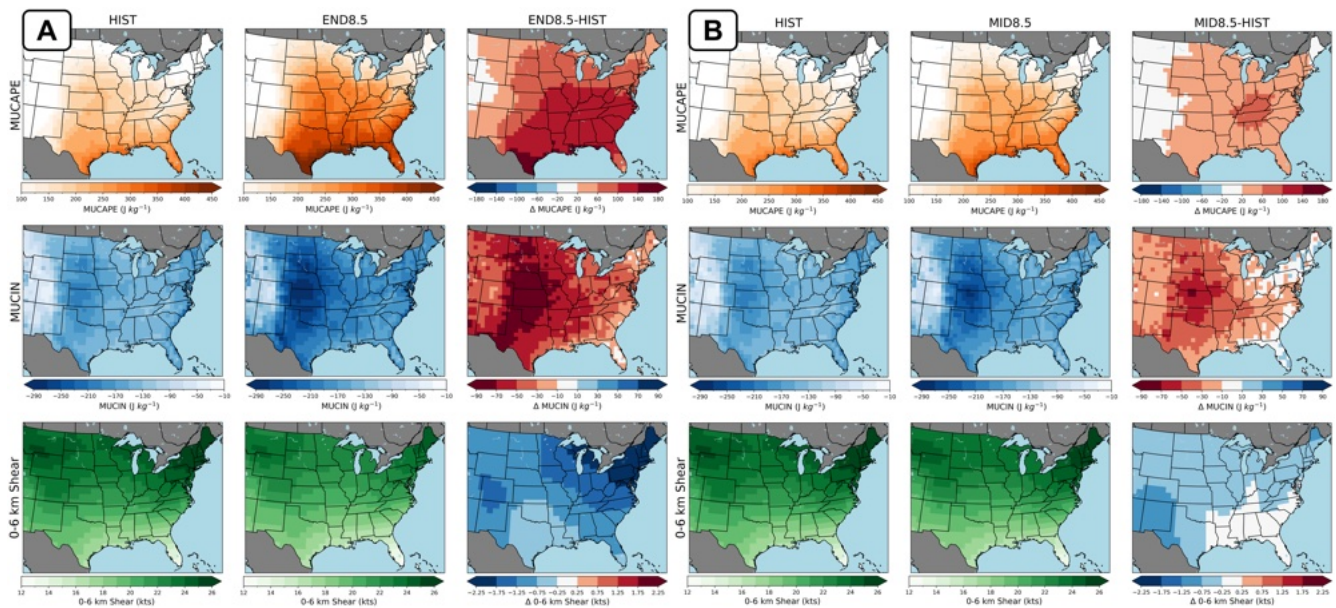 A
HIST
END8.5
END8.5-HIST
B
HIST
MID8.5
MID8.5-HIST
MUCAPE
100 150 200 250 300 350 400 450
MUCAPE (J kg⁻¹)
100 150 200 250 300 350 400 450
MUCAPE (J kg⁻¹)
−180 −140 −100 −60 −20 20 60 100 140 180
Δ MUCAPE (J kg⁻¹)
MUCAPE
100 150 200 250 300 350 400 450
MUCAPE (J kg⁻¹)
100 150 200 250 300 350 400 450
MUCAPE (J kg⁻¹)
−180 −140 −100 −60 −20 20 60 100 140 180
Δ MUCAPE (J kg⁻¹)
MUCIN
−290 −250 −210 −170 −130 −90 −50 −10
MUCIN (J kg⁻¹)
−290 −245 −195 −145 −100 −55 −10
MUCIN (J kg⁻¹)
−90 −70 −50 −30 −10 10 30 50 70 90
Δ MUCIN (J kg⁻¹)
MUCIN
−290 −250 −210 −170 −130 −90 −50 −10
MUCIN (J kg⁻¹)
−290 −250 −210 −170 −130 −90 −50 −10
MUCIN (J kg⁻¹)
−90 −70 −50 −30 −10 10 30 50 70 90
Δ MUCIN (J kg⁻¹)
0-6 km Shear
12 14 16 18 20 22 24 26
0-6 km Shear (kts)
12 14 16 18 20 22 24 26
0-6 km Shear (kts)
−2.25 −1.75 −1.25 −0.75 −0.25 0.25 0.75 1.25 1.75 2.25
Δ 0-6 km Shear (kts)
0-6 km Shear
12 14 16 18 20 22 24 26
0-6 km Shear (kts)
12 14 16 18 20 22 24 26
0-6 km Shear (kts)
−2.25 −1.75 −1.25 −0.75 −0.25 0.25 0.75 1.25 1.75 2.25
Δ 0-6 km Shear (kts)